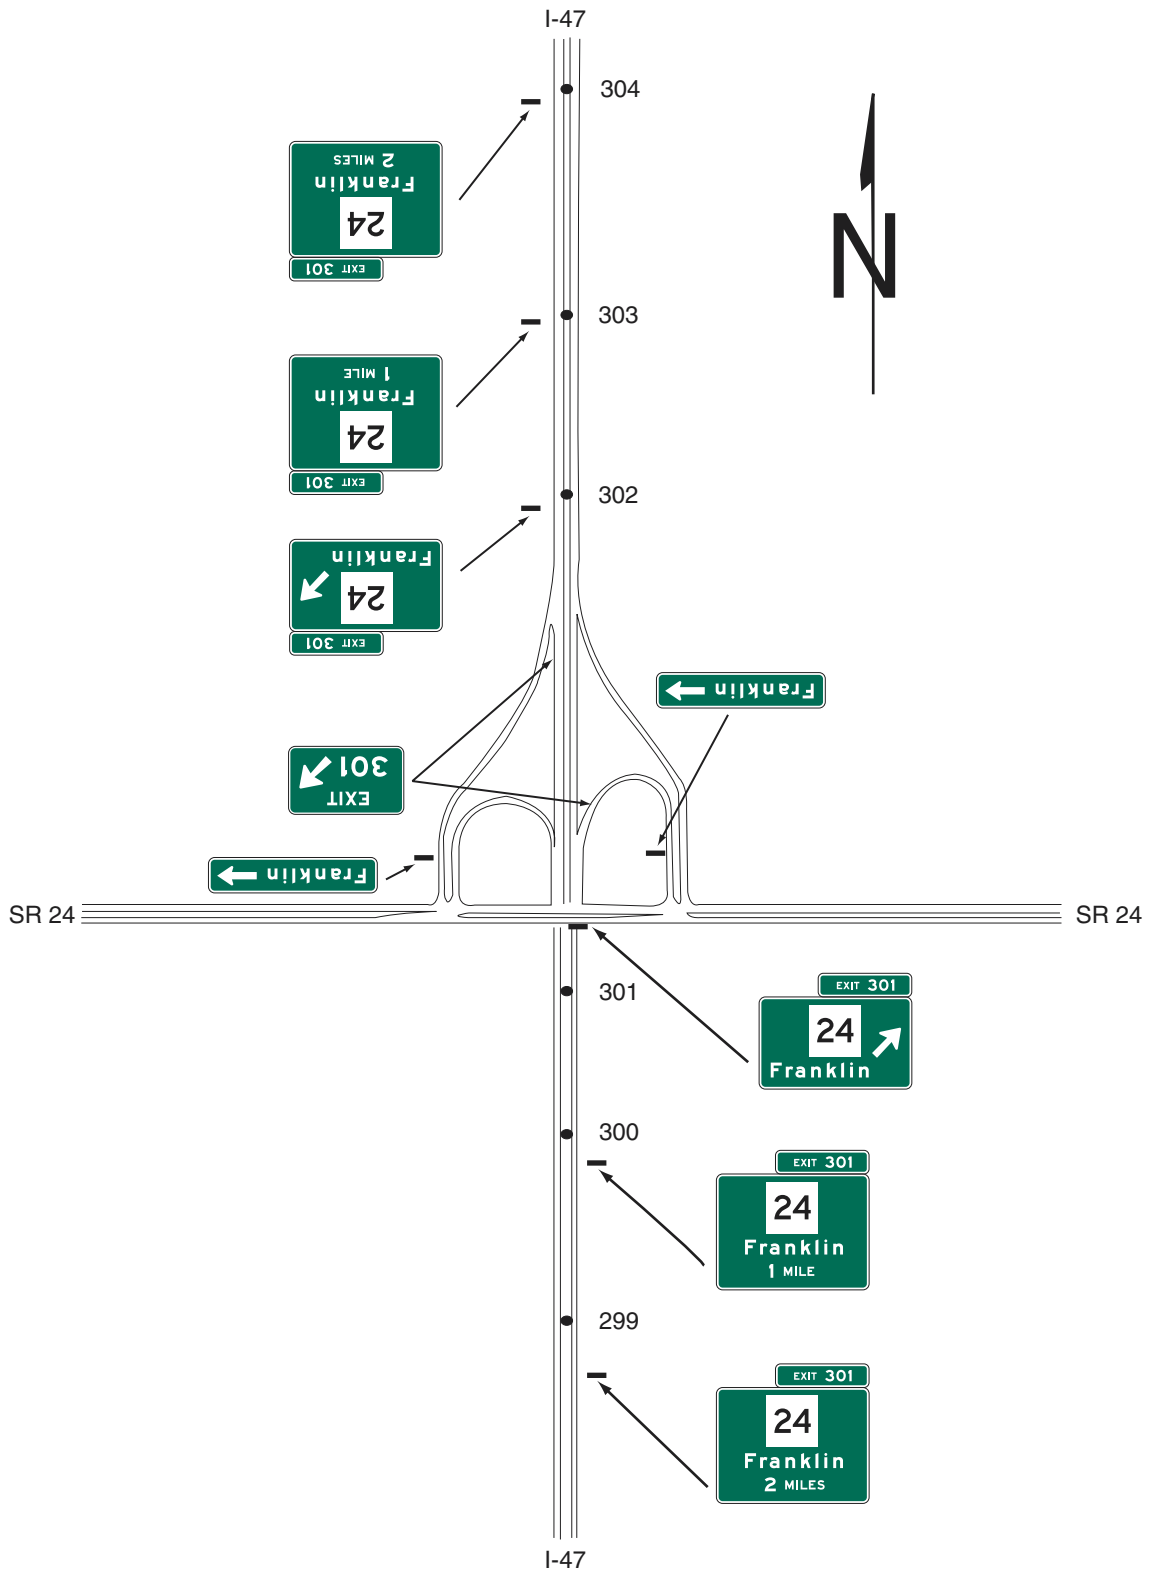 I-47
304
2 MILES
Franklin
24
EXIT 301
N
303
1 MILE
Franklin
24
EXIT 301
302
Franklin
24
EXIT 301
Franklin
EXIT
301
Franklin
SR 24
SR 24
301
EXIT 301
24
Franklin
300
EXIT 301
24
Franklin
1 MILE
299
EXIT 301
24
Franklin
2 MILES
I-47